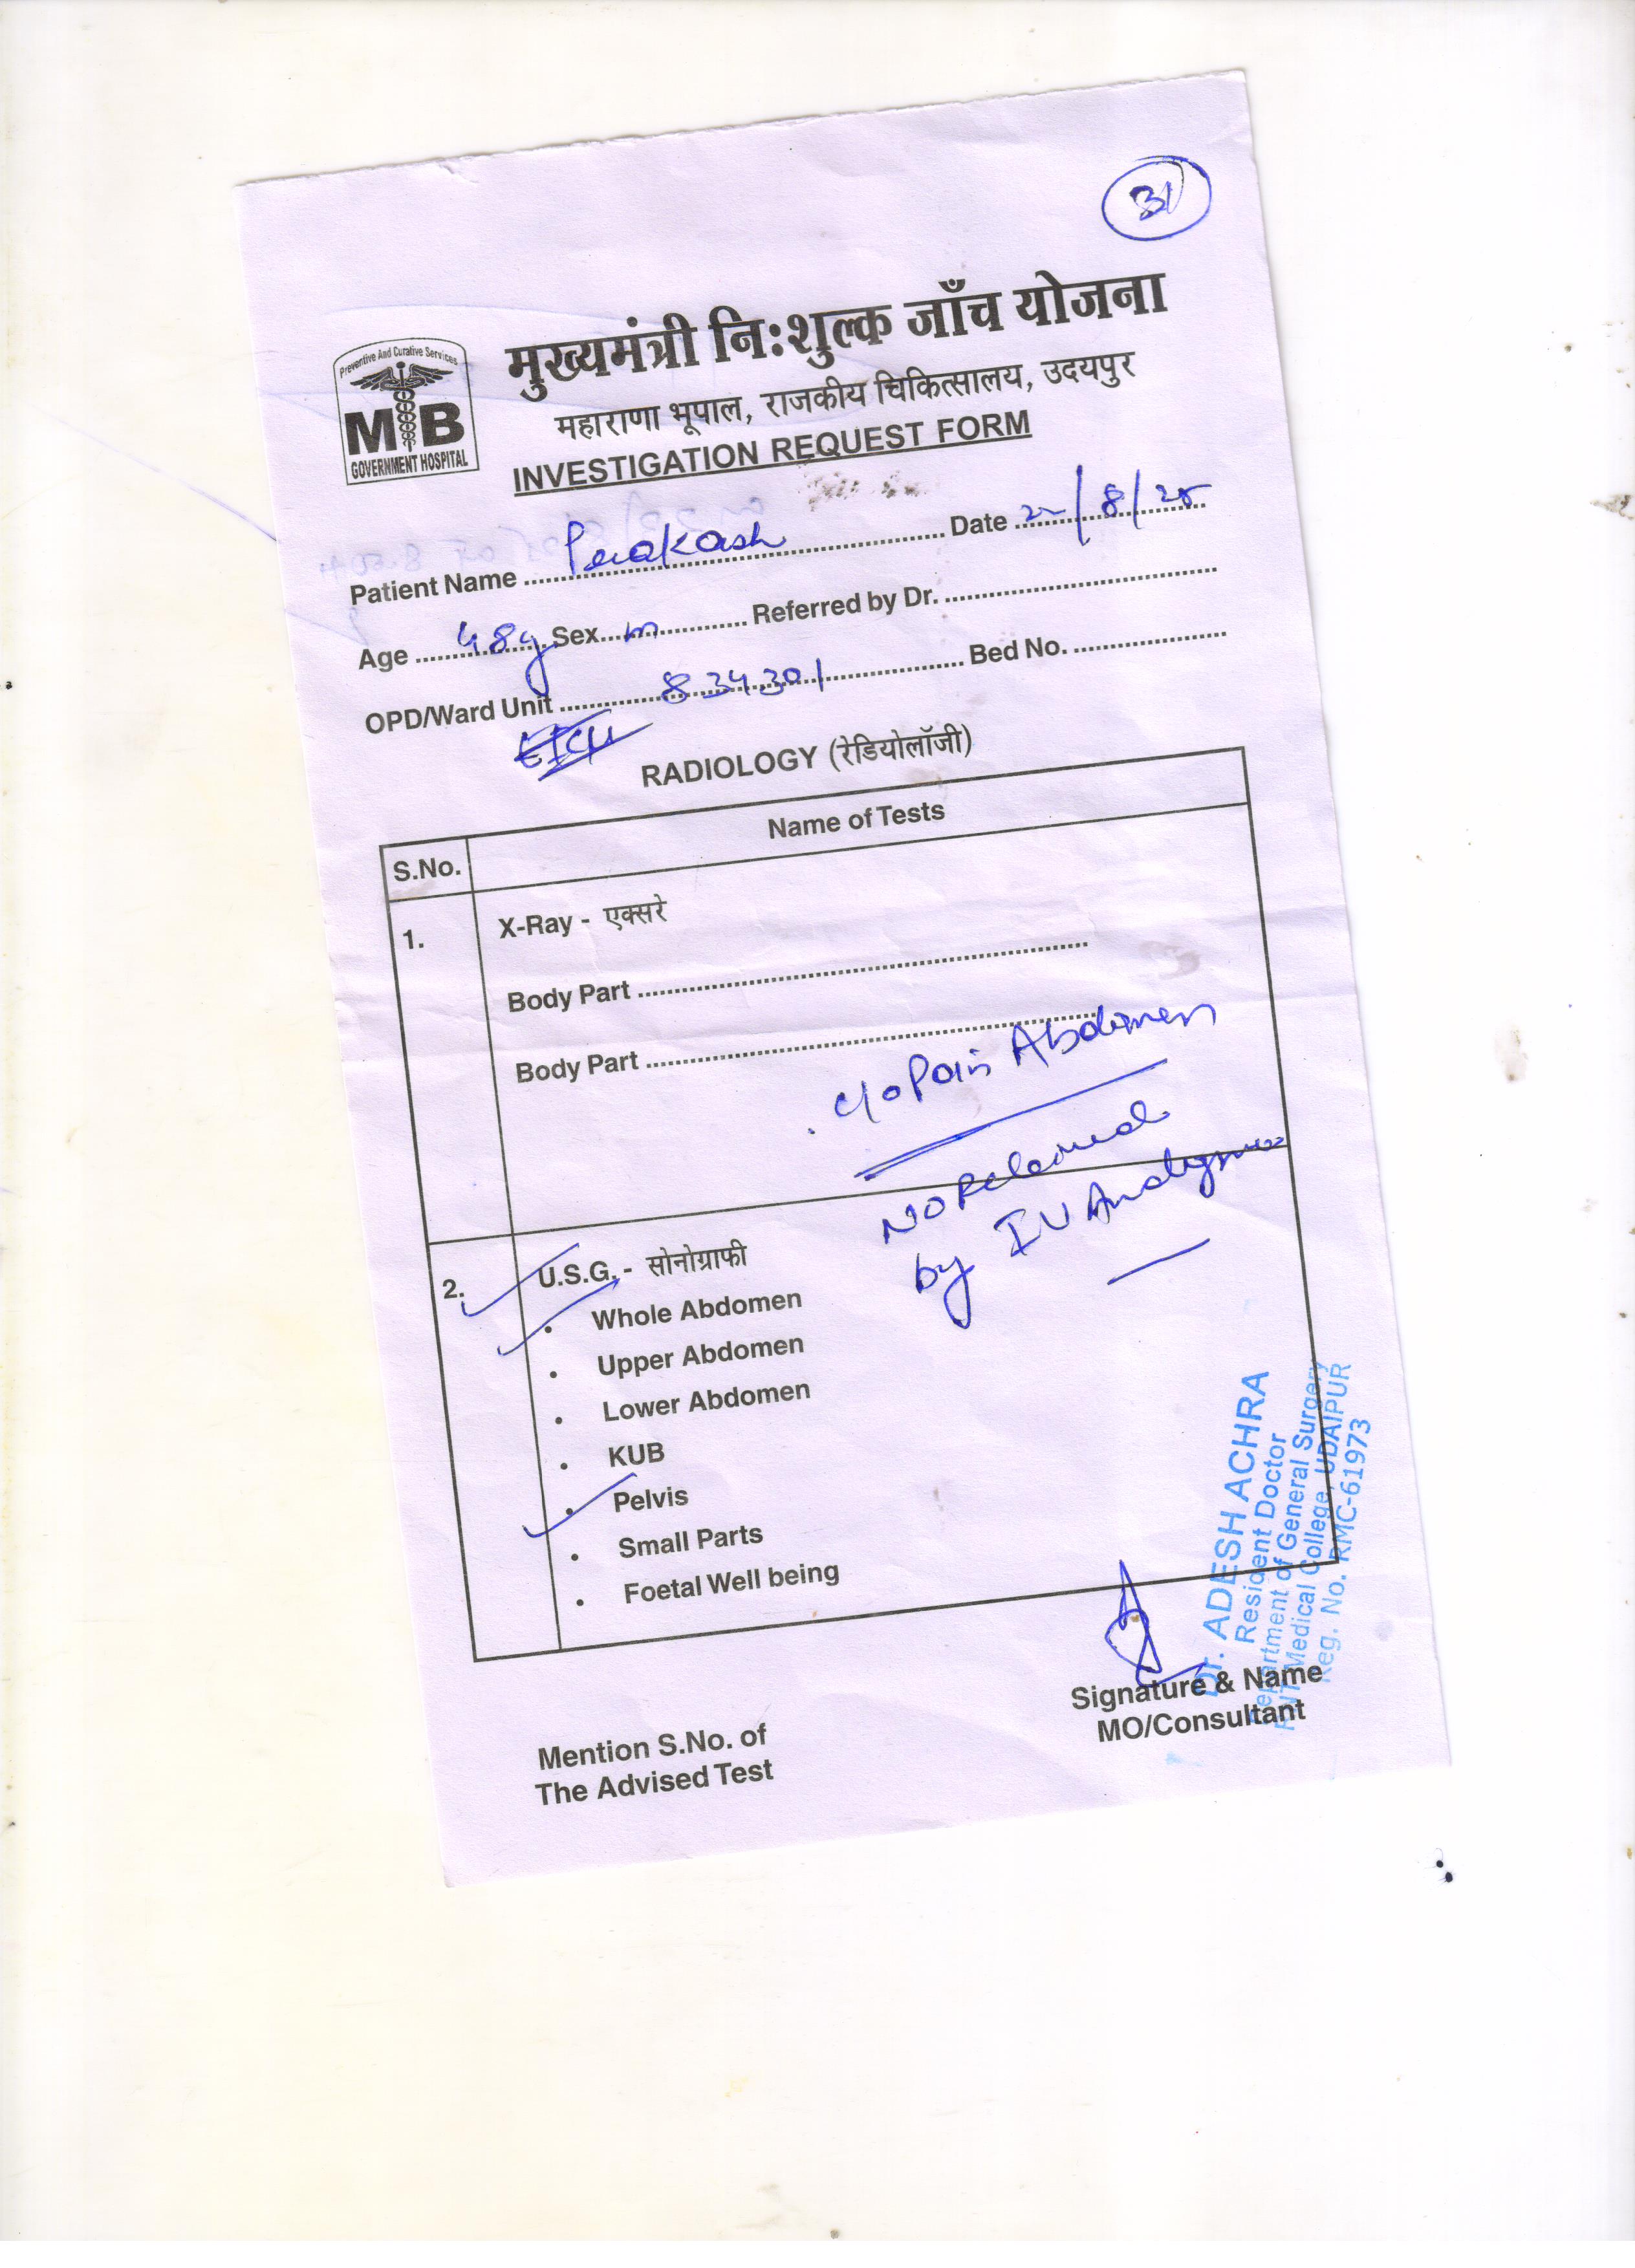 31
Preventive And Curative Services
MB
GOVERNMENT HOSPITAL
मुख्यमंत्री नि:शुल्क जाँच योजना
महाराणा भूपाल, राजकीय चिकित्सालय, उदयपुर
INVESTIGATION REQUEST FORM
Patient Name Prakash Date 22/8/25
Age 48y Sex m Referred by Dr.
OPD/Ward Unit 834301 Bed No.
RADIOLOGY (रेडियोलॉजी)
S.No. Name of Tests
1. X-Ray - एक्सरे
Body Part
Body Part
c/o Pain Abdomen
NO Relieved
by IV
2. U.S.G. - सोनोग्राफी
• Whole Abdomen
• Upper Abdomen
• Lower Abdomen
• KUB
• Pelvis
• Small Parts
• Foetal Well being
Dr. ADESH ACHRA
Resident Doctor
Department of General Surgery
RNT Medical College, UDAIPUR
Reg. No. RMC-61973
Signature & Name
MO/Consultant
Mention S.No. of
The Advised Test